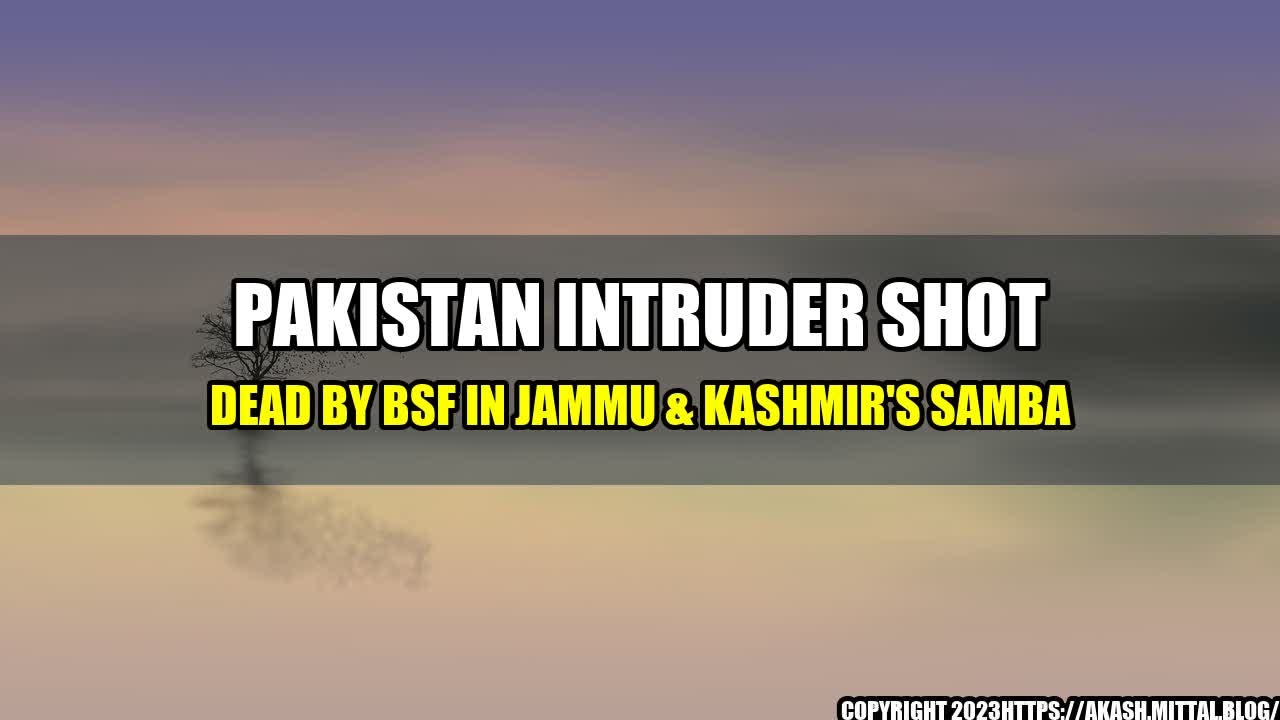 PAKISTAN INTRUDER SHOT
DEAD BY BSF IN JAMMU & KASHMIR'S SAMBA
COPYRIGHT 2023HTTPS://AKASH.MITTAL.BLOG/